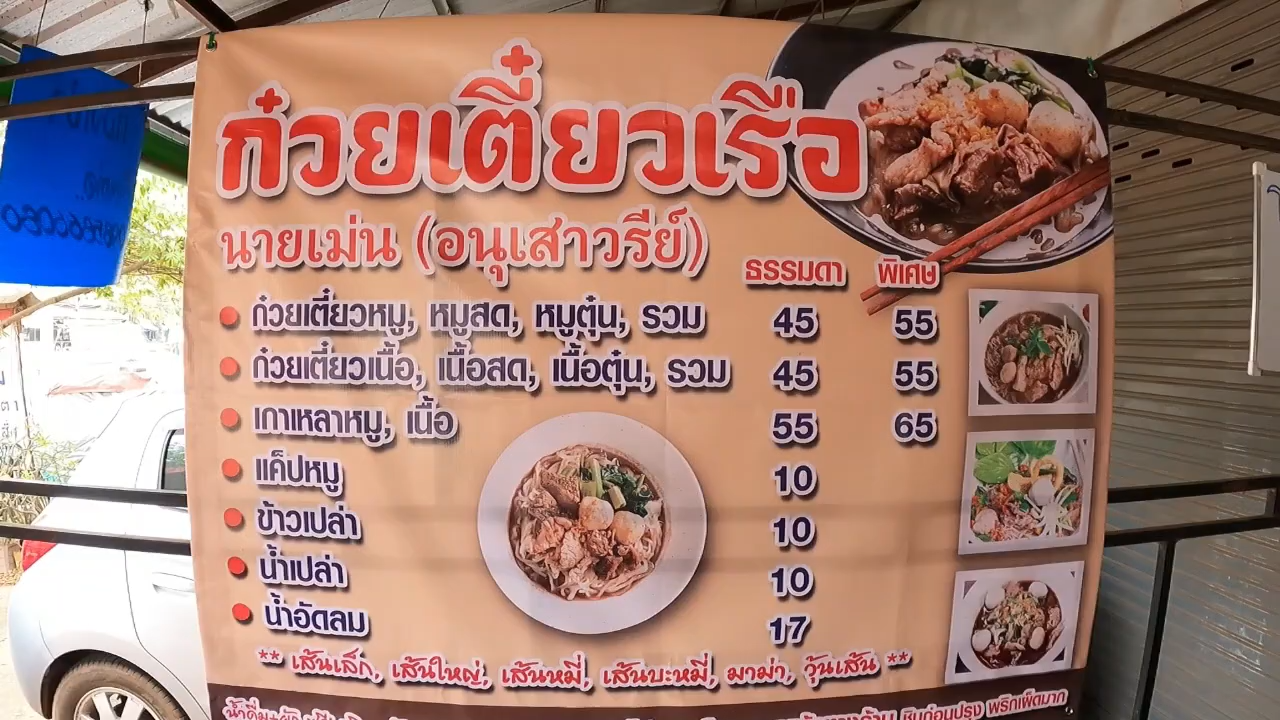 ก๋วยเตี๋ยวเรือ
นายเม่น (อนุเสาวรีย์)
ธรรมดา พิเศษ
ก๋วยเตี๋ยวหมู, หมูสด, หมูตุ๋น, รวม 45 55
ก๋วยเตี๋ยวเนื้อ, เนื้อสด, เนื้อตุ๋น, รวม 45 55
เกาเหลาหมู, เนื้อ 55 65
แค็ปหมู 10
ข้าวเปล่า 10
น้ำเปล่า 10
น้ำอัดลม 17
** เส้นเล็ก, เส้นใหญ่, เส้นหมี่, เส้นบะหมี่, มาม่า, วุ้นเส้น **
ชิมก่อนปรุง พริกเผ็ดมาก